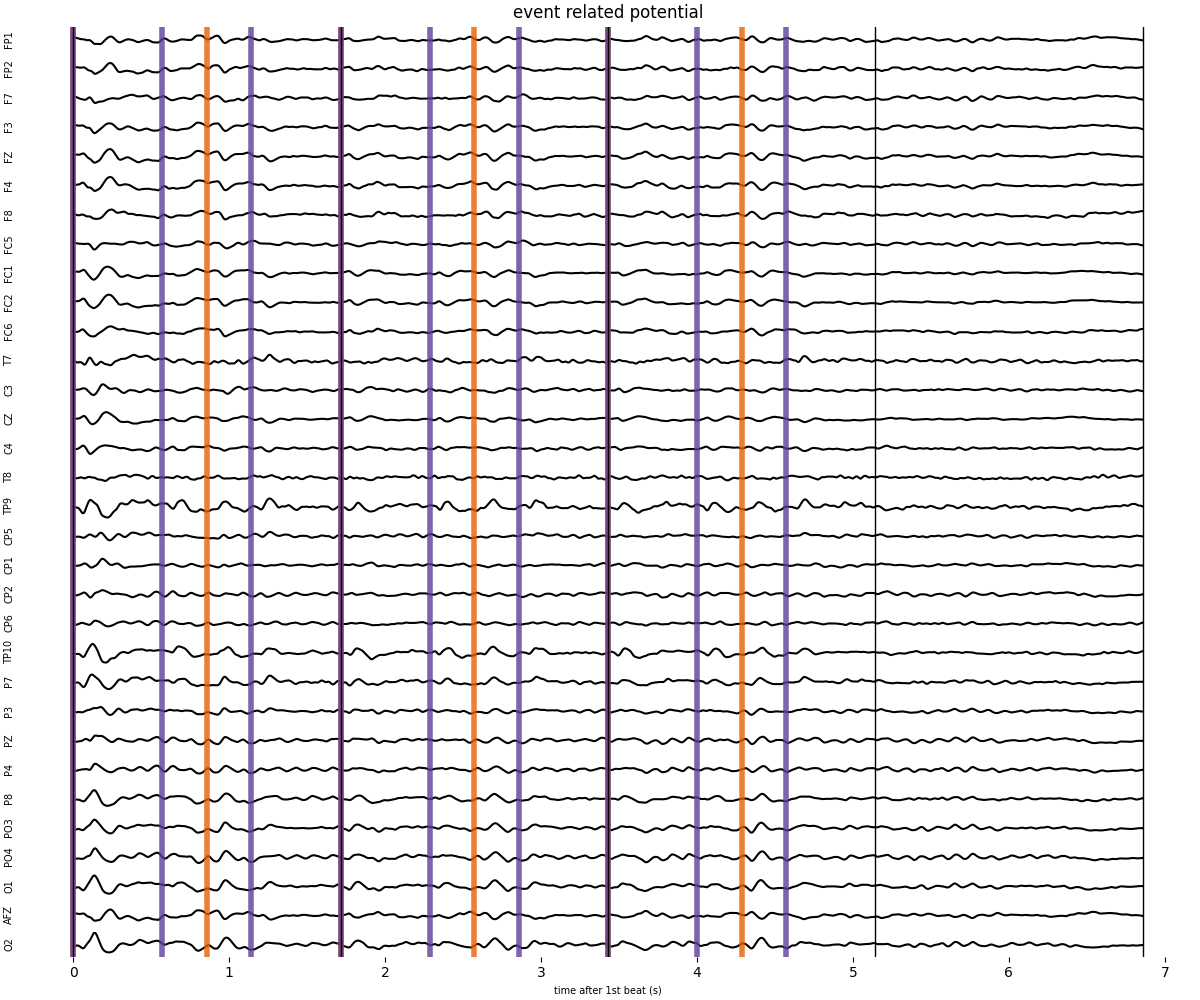 event related potential
FP1
FP2
F7
F3
FZ
F4
F8
FC5
FC1
FC2
FC6
T7
C3
CZ
C4
T8
TP9
CP5
CP1
CP2
CP6
TP10
P7
P3
PZ
P4
P8
PO3
PO4
O1
AFZ
O2
0 1 2 3 4 5 6 7
time after 1st beat (s)